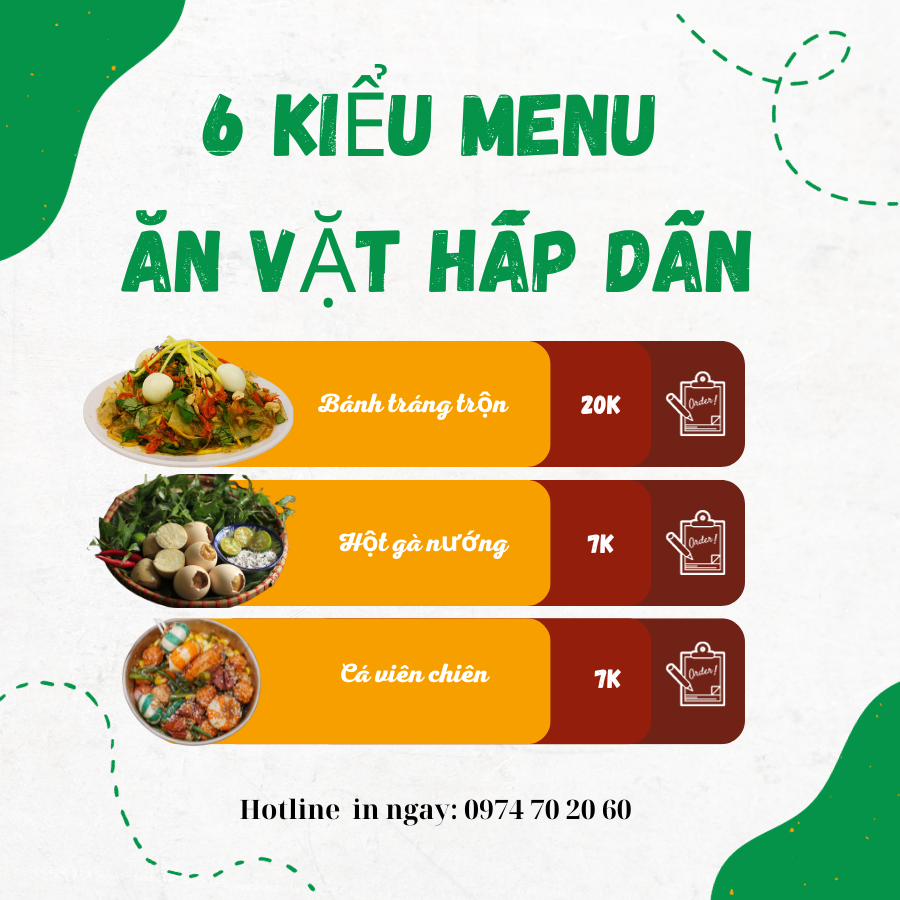 6 KIỂU MENU
ĂN VẶT HẤP DẪN
Bánh tráng trộn
20K
Order!
Hột gà nướng
7K
Order!
Cá viên chiên
7K
Order!
Hotline in ngay: 0974 70 20 60